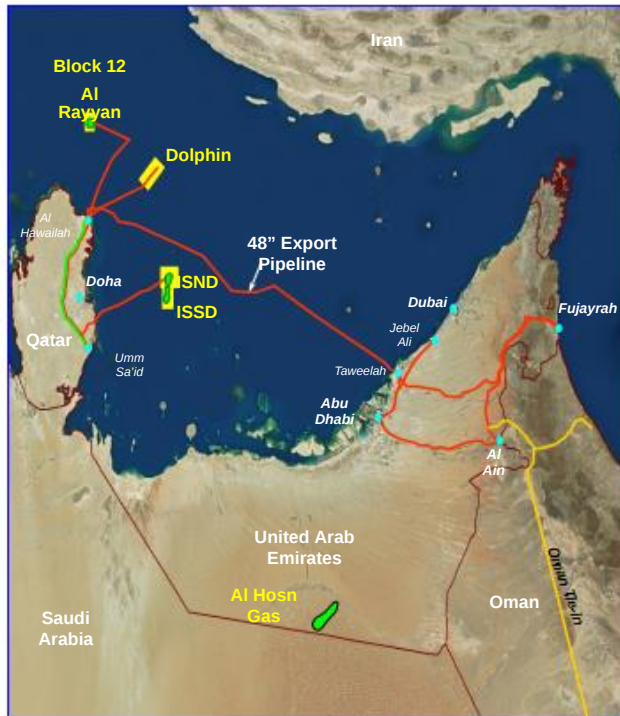 Iran
Block 12
Al
Rayyan
Dolphin
Al
Hawailah
48” Export
Pipeline
Doha
ISND
ISSD
Dubai
Fujayrah
Jebel
Ali
Qatar
Umm
Sa'id
Taweelah
Abu
Dhabi
Al
Ain
United Arab
Emirates
Oman Tie-in
Al Hosn
Gas
Oman
Saudi
Arabia